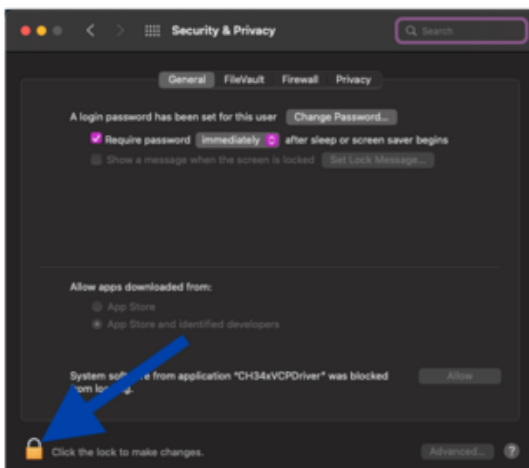 Security & Privacy
Search
General FileVault Firewall Privacy
A login password has been set for this user Change Password...
Require password immediately after sleep or screen saver begins
Show a message when the screen is locked Set Lock Message...
Allow apps downloaded from:
App Store
App Store and identified developers
System from application "CH34xVCPDriver" was blocked Allow
Click the lock to make changes. Advanced... ?